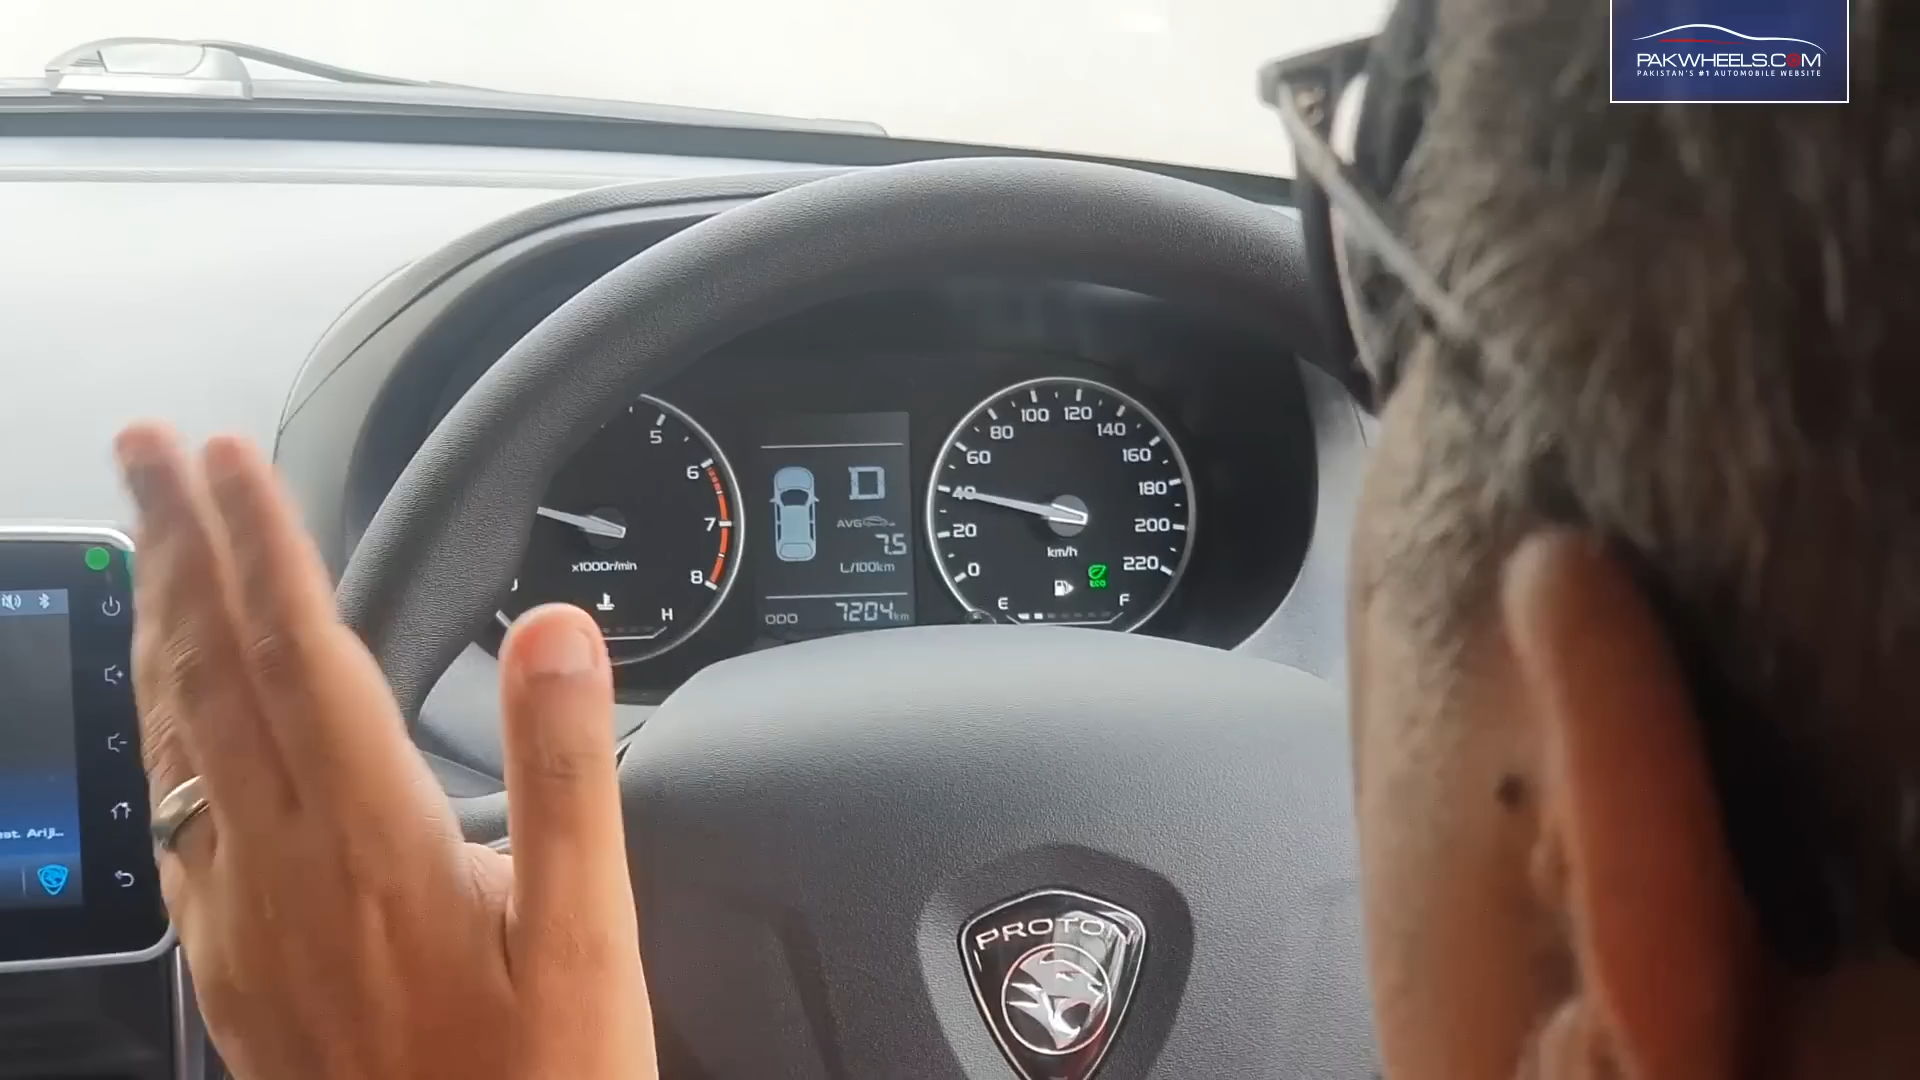 PAKWHEELS.COM
PAKISTAN'S #1 AUTOMOBILE WEBSITE
5
6
7
8
x1000r/min
H
D
AVG
7.5
L/100km
ODO
7204km
0
20
40
60
80
100
120
140
160
180
200
220
km/h
ECO
E
F
PROTON